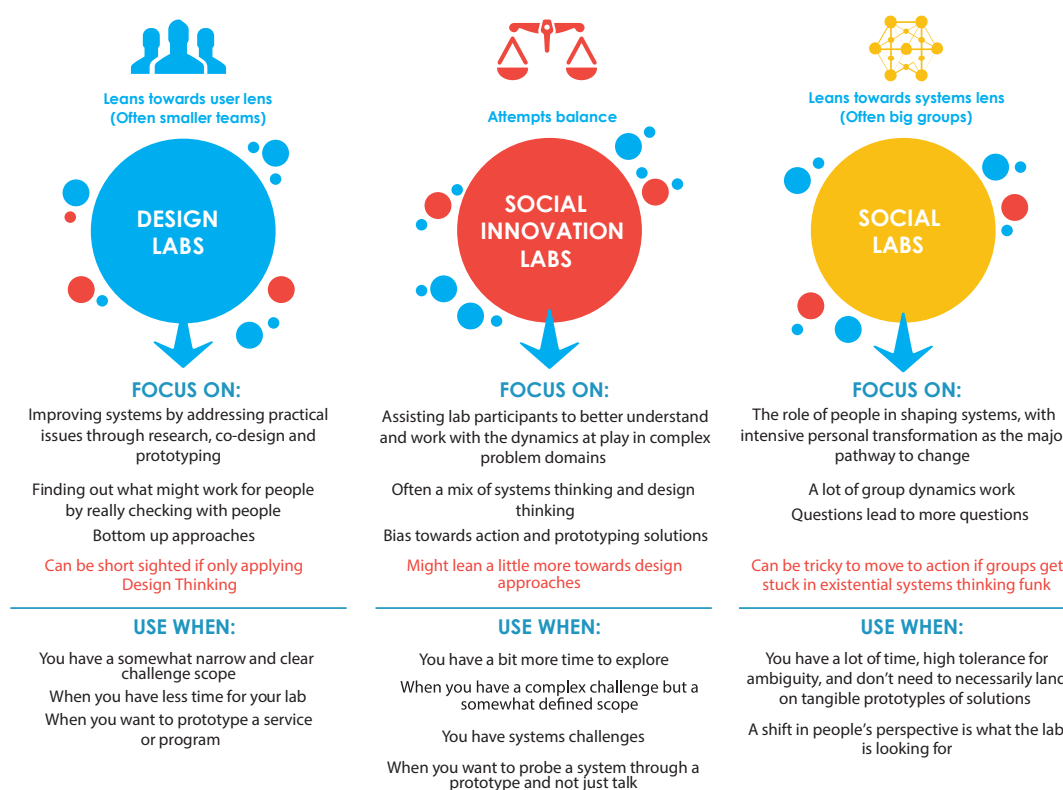 Leans towards user lens
(Often smaller teams)
DESIGN
LABS
FOCUS ON:
Improving systems by addressing practical
issues through research, co-design and
prototyping
Finding out what might work for people
by really checking with people
Bottom up approaches
Can be short sighted if only applying
Design Thinking
USE WHEN:
You have a somewhat narrow and clear
challenge scope
When you have less time for your lab
When you want to prototype a service
or program
Attempts balance
SOCIAL
INNOVATION
LABS
FOCUS ON:
Assisting lab participants to better understand
and work with the dynamics at play in complex
problem domains
Often a mix of systems thinking and design
thinking
Bias towards action and prototyping solutions
Might lean a little more towards design
approaches
USE WHEN:
You have a bit more time to explore
When you have a complex challenge but a
somewhat defined scope
You have systems challenges
When you want to probe a system through a
prototype and not just talk
Leans towards systems lens
(Often big groups)
SOCIAL
LABS
FOCUS ON:
The role of people in shaping systems, with
intensive personal transformation as the major
pathway to change
A lot of group dynamics work
Questions lead to more questions
Can be tricky to move to action if groups get
stuck in existential systems thinking funk
USE WHEN:
You have a lot of time, high tolerance for
ambiguity, and don't need to necessarily land
on tangible prototyples of solutions
A shift in people's perspective is what the lab
is looking for